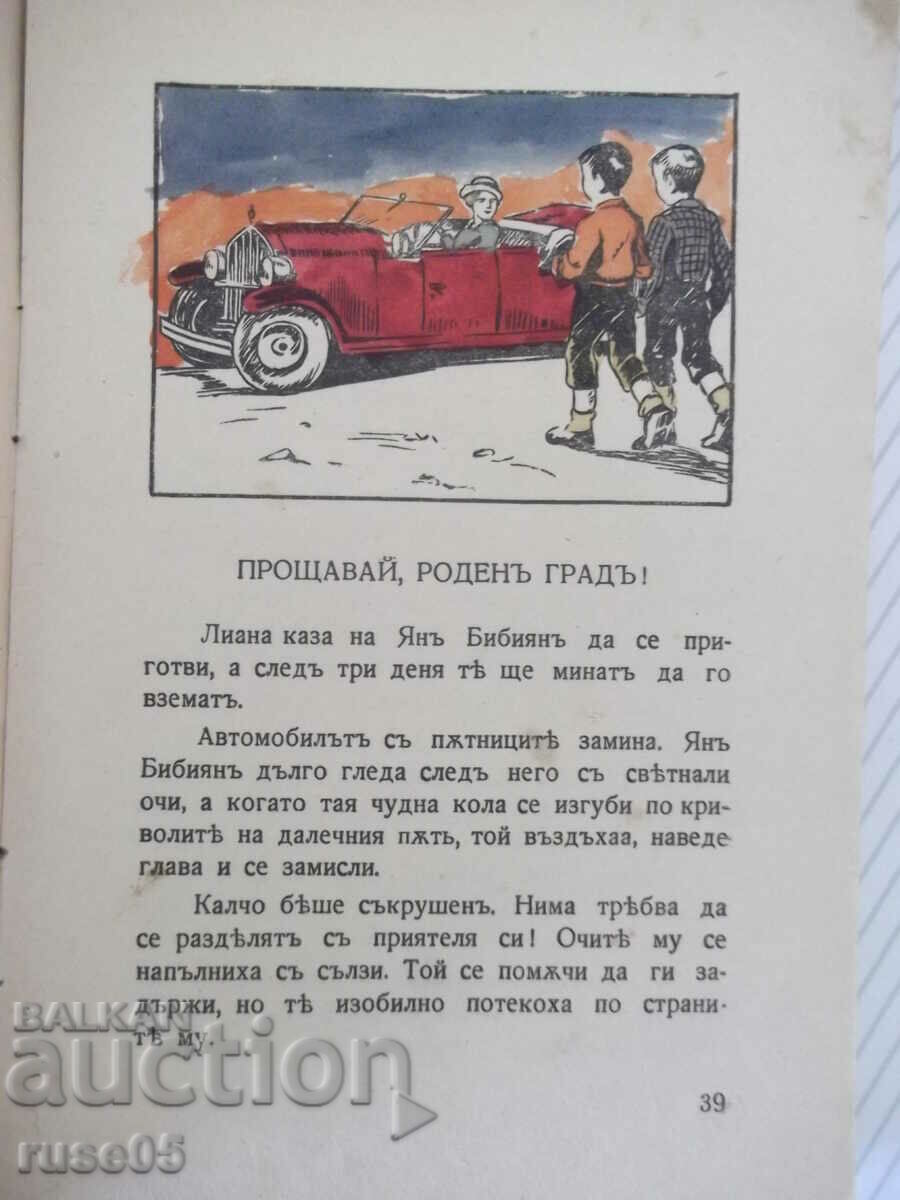 ПРОЩАВАЙ, РОДЕНЪ ГРАДЪ!
Лиана каза на Янъ Бибиянъ да се при-
готви, а следъ три деня тѣ ще минатъ да го
взематъ.
Автомобилътъ съ пѫтницитѣ замина. Янъ
Бибиянъ дълго гледа следъ него съ свѣтнали
очи, а когато тая чудна кола се изгуби по кри-
волитѣ на далечния пѫть, той въздъхаа, наведе
глава и се замисли.
Калчо бѣше съкрушенъ. Нима трѣбва да
се раздѣлятъ съ приятеля си! Очитѣ му се
напълниха съ сълзи. Той се помѫчи да ги за-
държи, но тѣ изобилно потекоха по страни-
тѣ му.
39
BALKAN
auction
ruse05